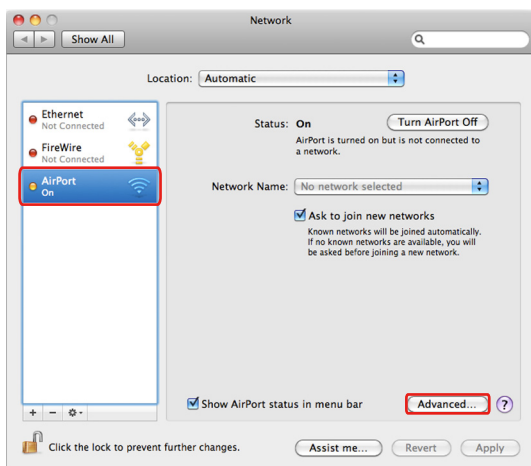 Network
Show All
Location: Automatic
Ethernet
Not Connected
FireWire
Not Connected
AirPort
On
Status: On
Turn AirPort Off
AirPort is turned on but is not connected to
a network.
Network Name: No network selected
Ask to join new networks
Known networks will be joined automatically.
If no known networks are available, you will
be asked before joining a new network.
Show AirPort status in menu bar
Advanced...
?
Click the lock to prevent further changes.
Assist me...
Revert
Apply